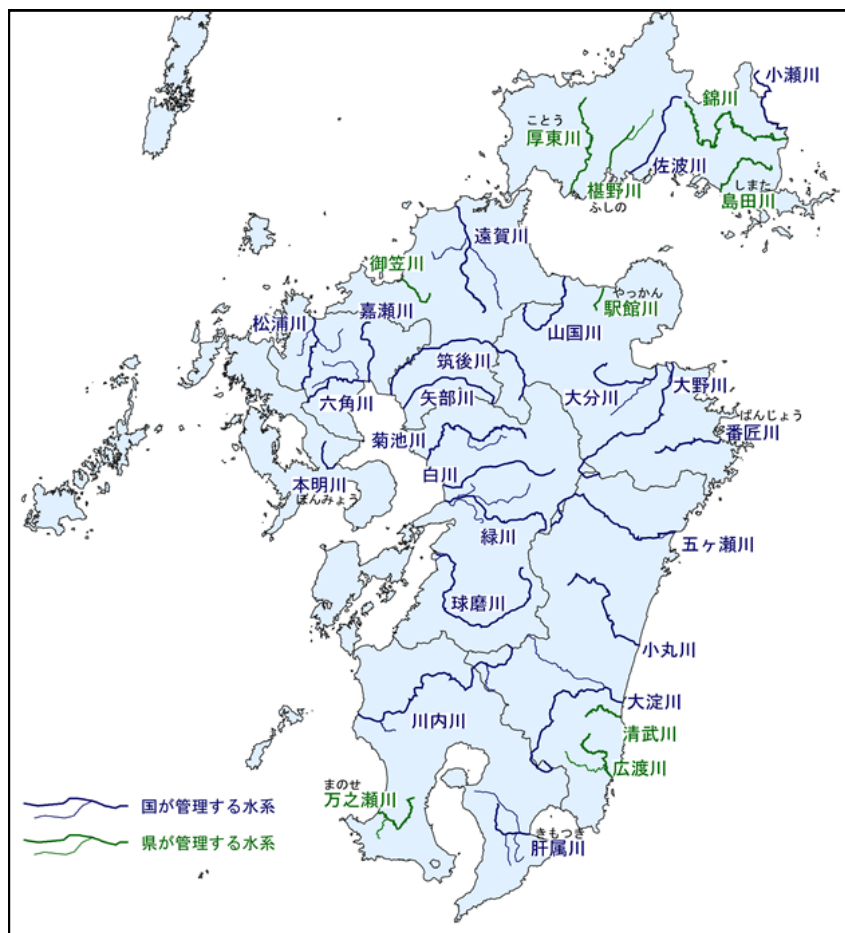 小瀬川
錦川
ことう
厚東川
佐波川
椹野川
ふしの
しまた
島田川
遠賀川
御笠川
やっかん
駅館川
嘉瀬川
松浦川
山国川
筑後川
六角川
矢部川
大分川
大野川
ばんじょう
番匠川
菊池川
白川
本明川
ほんみょう
緑川
五ヶ瀬川
球磨川
小丸川
大淀川
川内川
清武川
広渡川
まのせ
万之瀬川
きもつき
肝属川
国が管理する水系
県が管理する水系